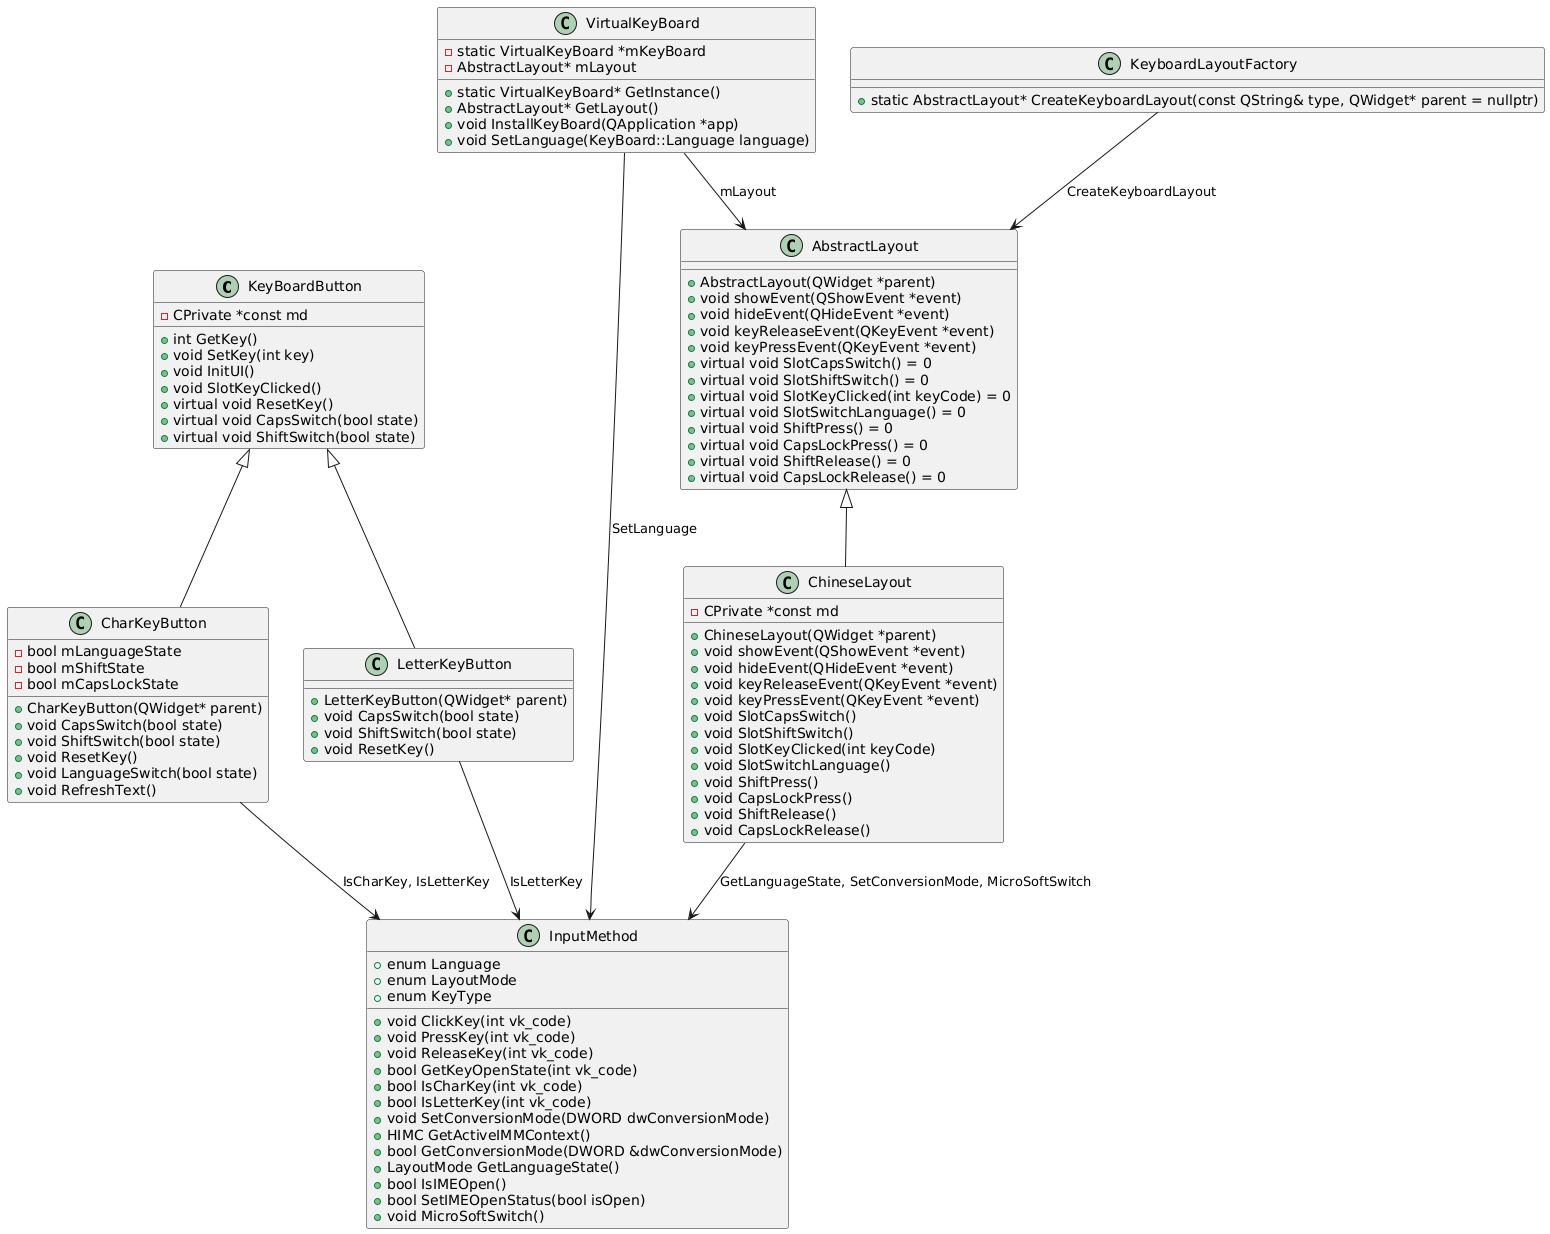 VirtualKeyBoard
static VirtualKeyBoard *mKeyBoard
AbstractLayout* mLayout
static VirtualKeyBoard* GetInstance()
AbstractLayout* GetLayout()
void InstallKeyBoard(QApplication *app)
void SetLanguage(KeyBoard::Language language)
KeyboardLayoutFactory
static AbstractLayout* CreateKeyboardLayout(const QString& type, QWidget* parent = nullptr)
mLayout
CreateKeyboardLayout
KeyBoardButton
CPrivate *const md
int GetKey()
void SetKey(int key)
void InitUI()
void SlotKeyClicked()
virtual void ResetKey()
virtual void CapsSwitch(bool state)
virtual void ShiftSwitch(bool state)
AbstractLayout
AbstractLayout(QWidget *parent)
void showEvent(QShowEvent *event)
void hideEvent(QHideEvent *event)
void keyReleaseEvent(QKeyEvent *event)
void keyPressEvent(QKeyEvent *event)
virtual void SlotCapsSwitch() = 0
virtual void SlotShiftSwitch() = 0
virtual void SlotKeyClicked(int keyCode) = 0
virtual void SlotSwitchLanguage() = 0
virtual void ShiftPress() = 0
virtual void CapsLockPress() = 0
virtual void ShiftRelease() = 0
virtual void CapsLockRelease() = 0
SetLanguage
CharKeyButton
bool mLanguageState
bool mShiftState
bool mCapsLockState
CharKeyButton(QWidget* parent)
void CapsSwitch(bool state)
void ShiftSwitch(bool state)
void ResetKey()
void LanguageSwitch(bool state)
void RefreshText()
LetterKeyButton
LetterKeyButton(QWidget* parent)
void CapsSwitch(bool state)
void ShiftSwitch(bool state)
void ResetKey()
ChineseLayout
CPrivate *const md
ChineseLayout(QWidget *parent)
void showEvent(QShowEvent *event)
void hideEvent(QHideEvent *event)
void keyReleaseEvent(QKeyEvent *event)
void keyPressEvent(QKeyEvent *event)
void SlotCapsSwitch()
void SlotShiftSwitch()
void SlotKeyClicked(int keyCode)
void SlotSwitchLanguage()
void ShiftPress()
void CapsLockPress()
void ShiftRelease()
void CapsLockRelease()
IsCharKey, IsLetterKey
IsLetterKey
GetLanguageState, SetConversionMode, MicroSoftSwitch
InputMethod
enum Language
enum LayoutMode
enum KeyType
void ClickKey(int vk_code)
void PressKey(int vk_code)
void ReleaseKey(int vk_code)
bool GetKeyOpenState(int vk_code)
bool IsCharKey(int vk_code)
bool IsLetterKey(int vk_code)
void SetConversionMode(DWORD dwConversionMode)
HIMC GetActiveIMMContext()
bool GetConversionMode(DWORD &dwConversionMode)
LayoutMode GetLanguageState()
bool IsIMEOpen()
bool SetIMEOpenStatus(bool isOpen)
void MicroSoftSwitch()